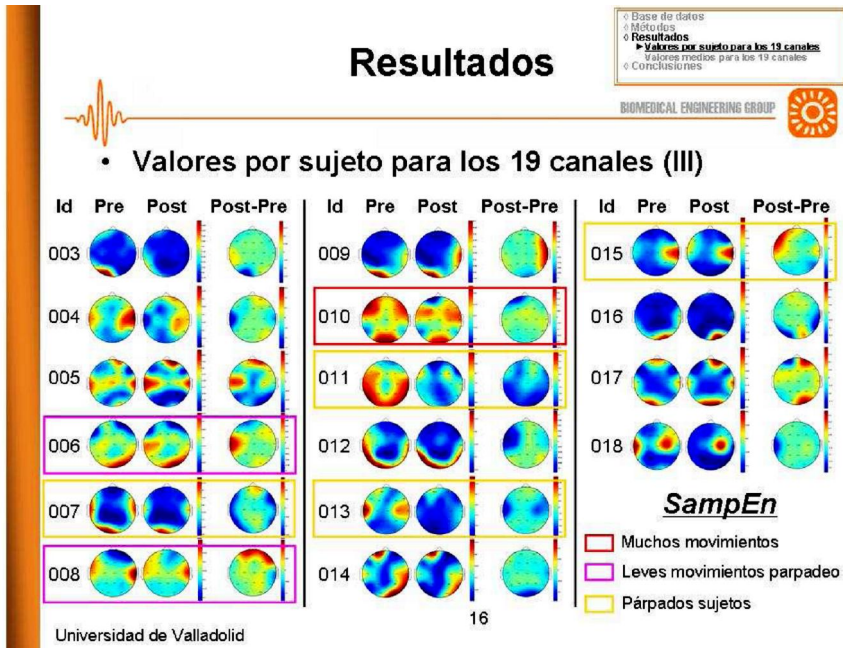 ◊ Base de datos
◊ Métodos
◊ Resultados
►Valores por sujeto para los 19 canales
Valores medios para los 19 canales
◊ Conclusiones
Resultados
BIOMEDICAL ENGINEERING GROUP
• Valores por sujeto para los 19 canales (III)
Id Pre Post Post-Pre
003
004
005
006
007
008
Id Pre Post Post-Pre
009
010
011
012
013
014
Id Pre Post Post-Pre
015
016
017
018
SampEn
Muchos movimientos
Leves movimientos parpadeo
Párpados sujetos
16
Universidad de Valladolid